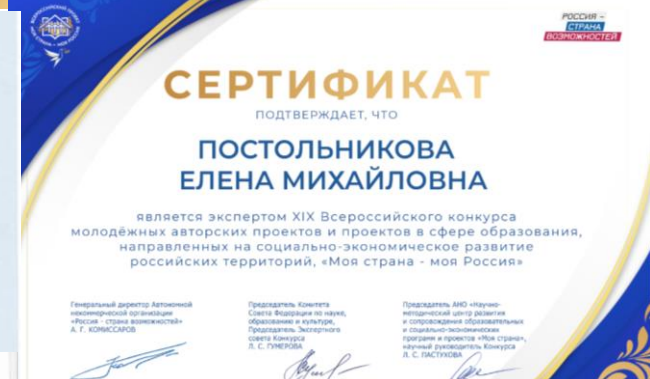 РОССИЯ –
СТРАНА
ВОЗМОЖНОСТЕЙ
СЕРТИФИКАТ
ПОДТВЕРЖДАЕТ, ЧТО
ПОСТОЛЬНИКОВА
ЕЛЕНА МИХАЙЛОВНА
является экспертом XIX Всероссийского конкурса
молодёжных авторских проектов и проектов в сфере образования,
направленных на социально-экономическое развитие
российских территорий, «Моя страна - моя Россия»
Генеральный директор Автономной
некоммерческой организации
«Россия - страна возможностей»
А. Г. КОМИССАРОВ
Председатель Комитета
Совета Федерации по науке,
образованию и культуре,
Председатель Экспертного
совета Конкурса
Л. С. ГУМЕРОВА
Председатель АНО «Научно-
методический центр развития
и сопровождения образовательных
и социально-экономических
программ и проектов «Моя страна»,
научный руководитель Конкурса
Л. С. ПАСТУХОВА